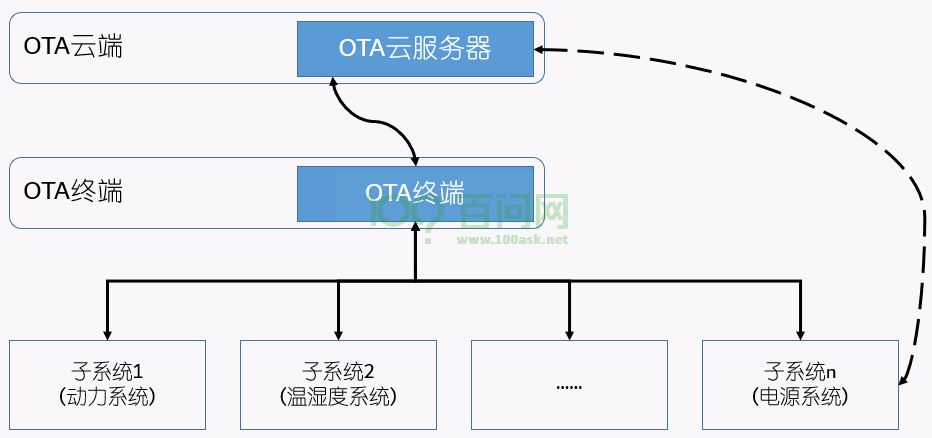 OTA云端
OTA云服务器
OTA终端
OTA终端
109 百问网
www.100ask.net
子系统1
(动力系统)
子系统2
(温湿度系统)
......
子系统n
(电源系统)